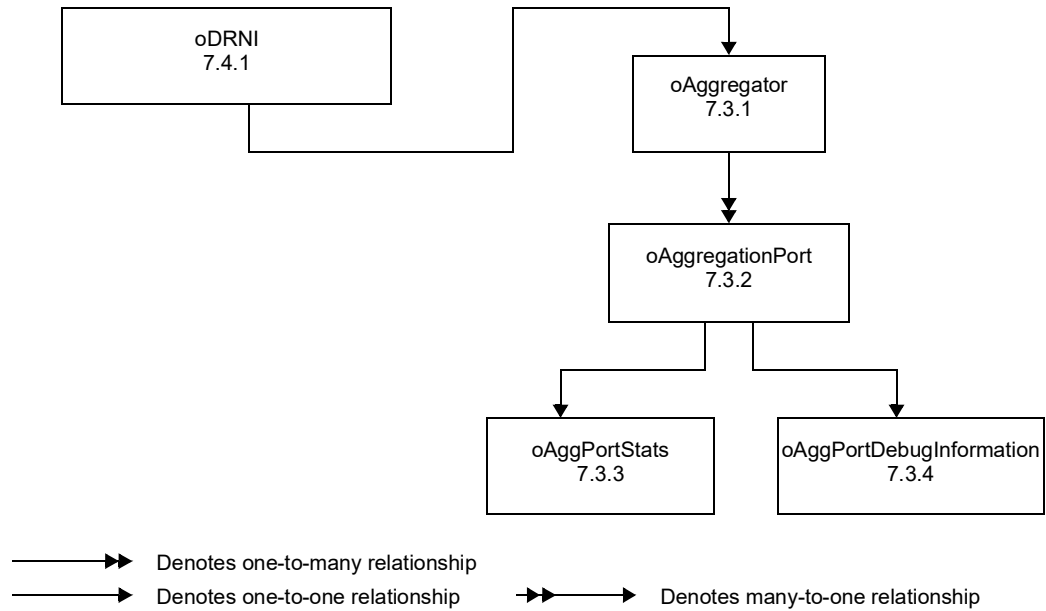 oDRNI
7.4.1
oAggregator
7.3.1
oAggregationPort
7.3.2
oAggPortStats
7.3.3
oAggPortDebugInformation
7.3.4
Denotes one-to-many relationship
Denotes one-to-one relationship
Denotes many-to-one relationship